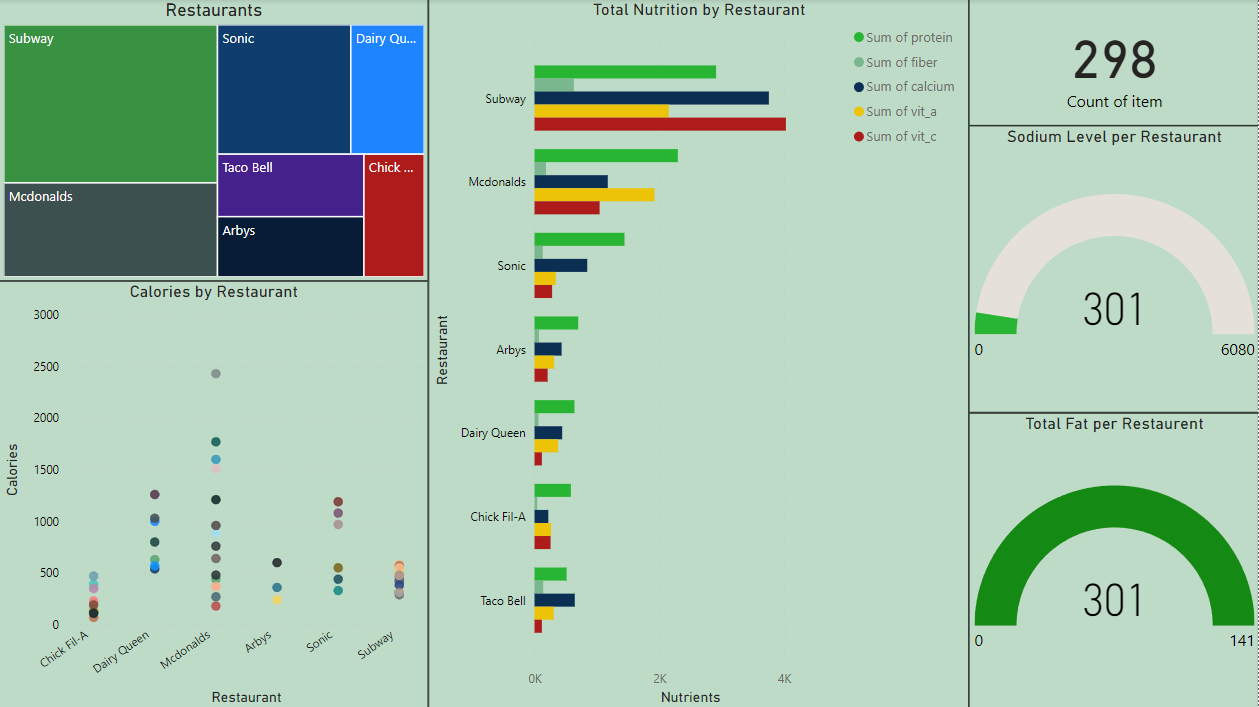 Restaurants
Subway
Sonic
Dairy Qu...
Mcdonalds
Taco Bell
Chick ...
Arbys
Calories by Restaurant
Calories
3000
2500
2000
1500
1000
500
0
Chick Fil-A
Dairy Queen
Mcdonalds
Arbys
Sonic
Subway
Restaurant
Total Nutrition by Restaurant
Sum of protein
Sum of fiber
Sum of calcium
Sum of vit_a
Sum of vit_c
Restaurant
Subway
Mcdonalds
Sonic
Arbys
Dairy Queen
Chick Fil-A
Taco Bell
0K
2K
4K
Nutrients
298
Count of item
Sodium Level per Restaurant
301
0
6080
Total Fat per Restaurent
301
0
141